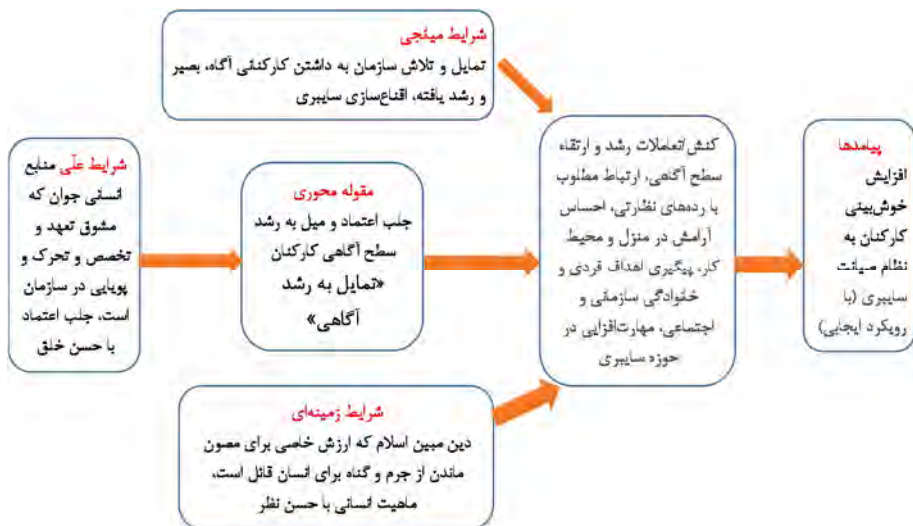 شرایط میانجی
تمایل و تلاش سازمان به داشتن کارکنانی آگاه، بصیر
و رشد یافته، اقناع‌سازی سایبری
شرایط علّی منابع
انسانی جوان که
مشوق تعهد و
تخصص و تحرک و
پویایی در سازمان
است، جلب اعتماد
با حسن خلق
مقوله محوری
جلب اعتماد و میل به رشد
سطح آگاهی کارکنان
«تمایل به رشد
آگاهی»
شرایط زمینه‌ای
دین مبین اسلام که ارزش خاصی برای مصون
ماندن از جرم و گناه برای انسان قائل است،
ماهیت انسانی با حسن نظر
کنش/تعاملات رشد و ارتقاء
سطح آگاهی، ارتباط مطلوب
با رده‌های نظارتی، احساس
آرامش در منزل و محیط
کار، پیگیری اهداف فردی و
خانوادگی سازمانی و
اجتماعی، مهارت‌افزایی در
حوزه سایبری
پیامدها
افزایش
خوش‌بینی
کارکنان به
نظام صیانت
سایبری (با
رویکرد ایجابی)